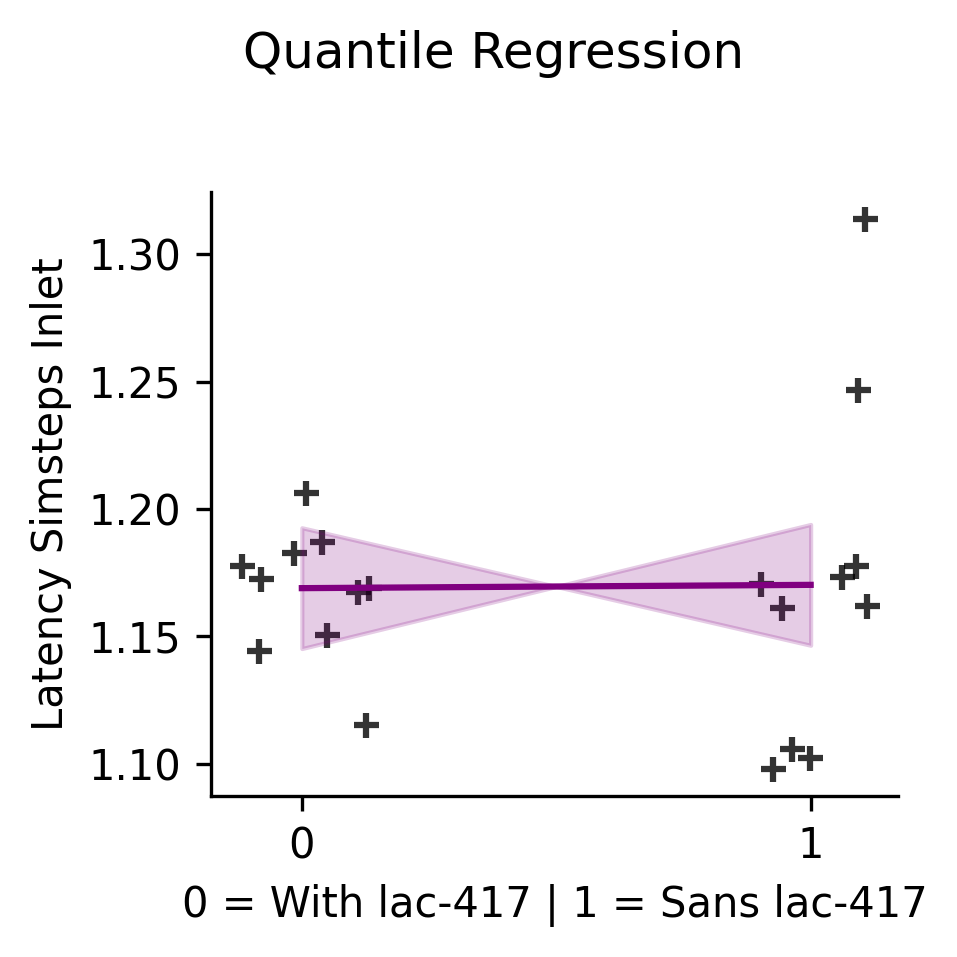 Quantile Regression
Latency Simsteps Inlet
1.30
1.25
1.20
1.15
1.10
0 1
0 = With lac-417 | 1 = Sans lac-417